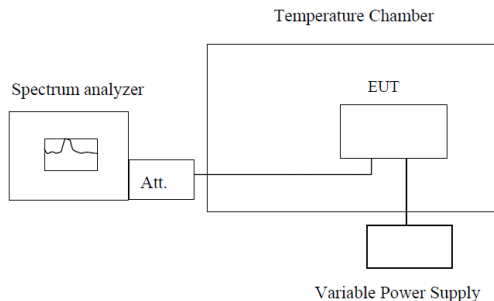 Temperature Chamber
Spectrum analyzer
EUT
Att.
Variable Power Supply